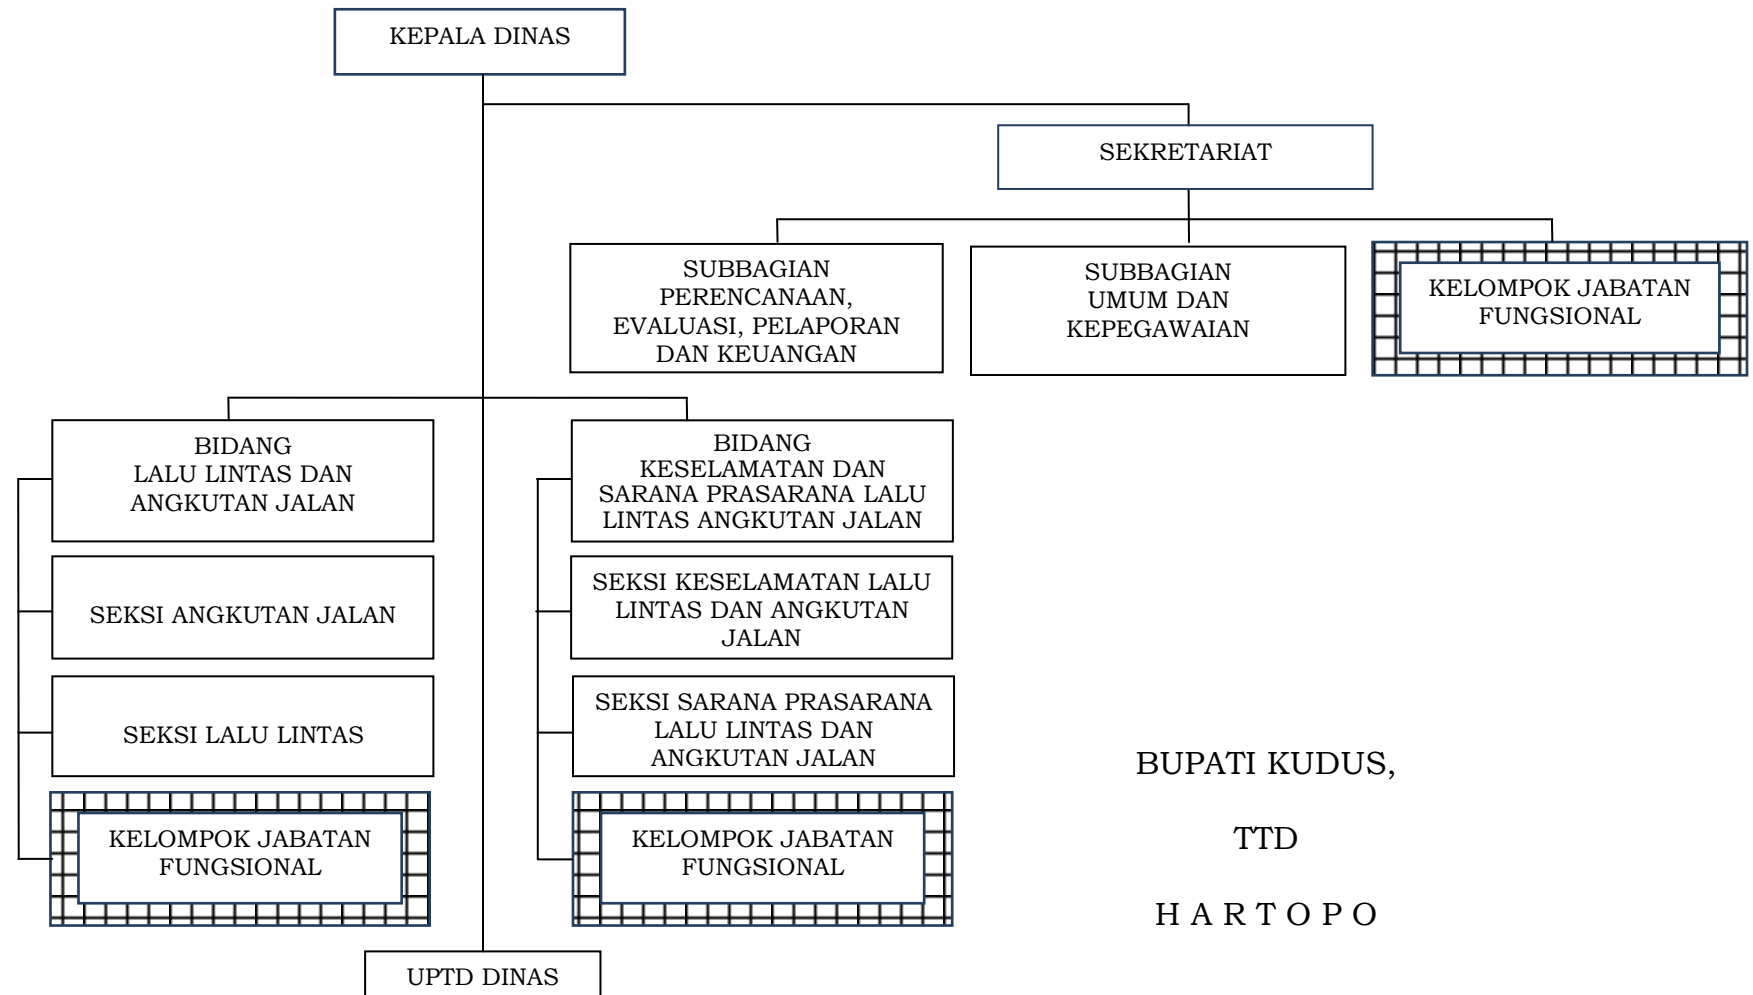 KEPALA DINAS
SEKRETARIAT
SUBBAGIAN
PERENCANAAN,
EVALUASI, PELAPORAN
DAN KEUANGAN
SUBBAGIAN
UMUM DAN
KEPEGAWAIAN
KELOMPOK JABATAN
FUNGSIONAL
BIDANG
LALU LINTAS DAN
ANGKUTAN JALAN
SEKSI ANGKUTAN JALAN
SEKSI LALU LINTAS
KELOMPOK JABATAN
FUNGSIONAL
BIDANG
KESELAMATAN DAN
SARANA PRASARANA LALU
LINTAS ANGKUTAN JALAN
SEKSI KESELAMATAN LALU
LINTAS DAN ANGKUTAN
JALAN
SEKSI SARANA PRASARANA
LALU LINTAS DAN
ANGKUTAN JALAN
KELOMPOK JABATAN
FUNGSIONAL
UPTD DINAS
BUPATI KUDUS,
TTD
H A R T O P O